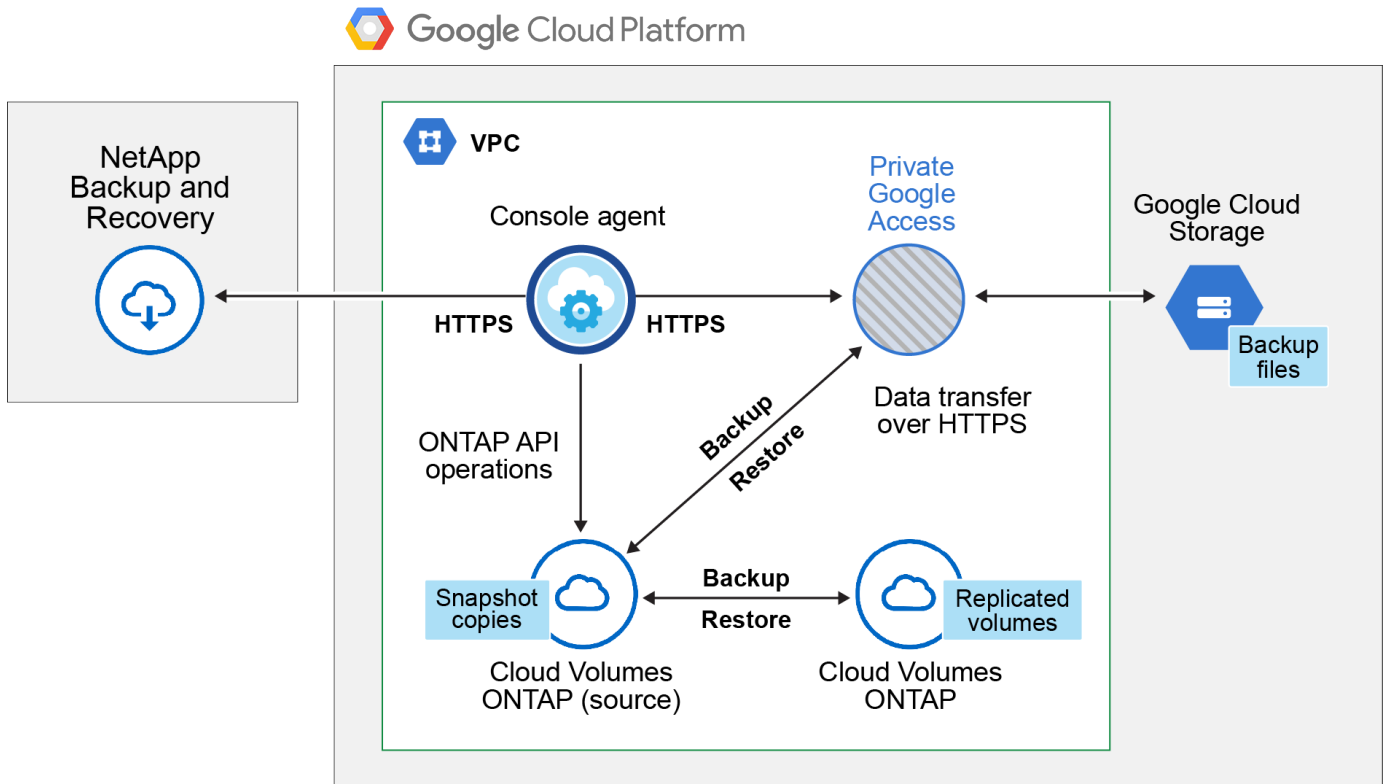 Google Cloud Platform
NetApp
Backup and
Recovery
VPC
Console agent
Private
Google
Access
Google Cloud
Storage
HTTPS
HTTPS
Backup
files
Data transfer
over HTTPS
ONTAP API
operations
Backup
Restore
Snapshot
copies
Backup
Restore
Replicated
volumes
Cloud Volumes
ONTAP (source)
Cloud Volumes
ONTAP